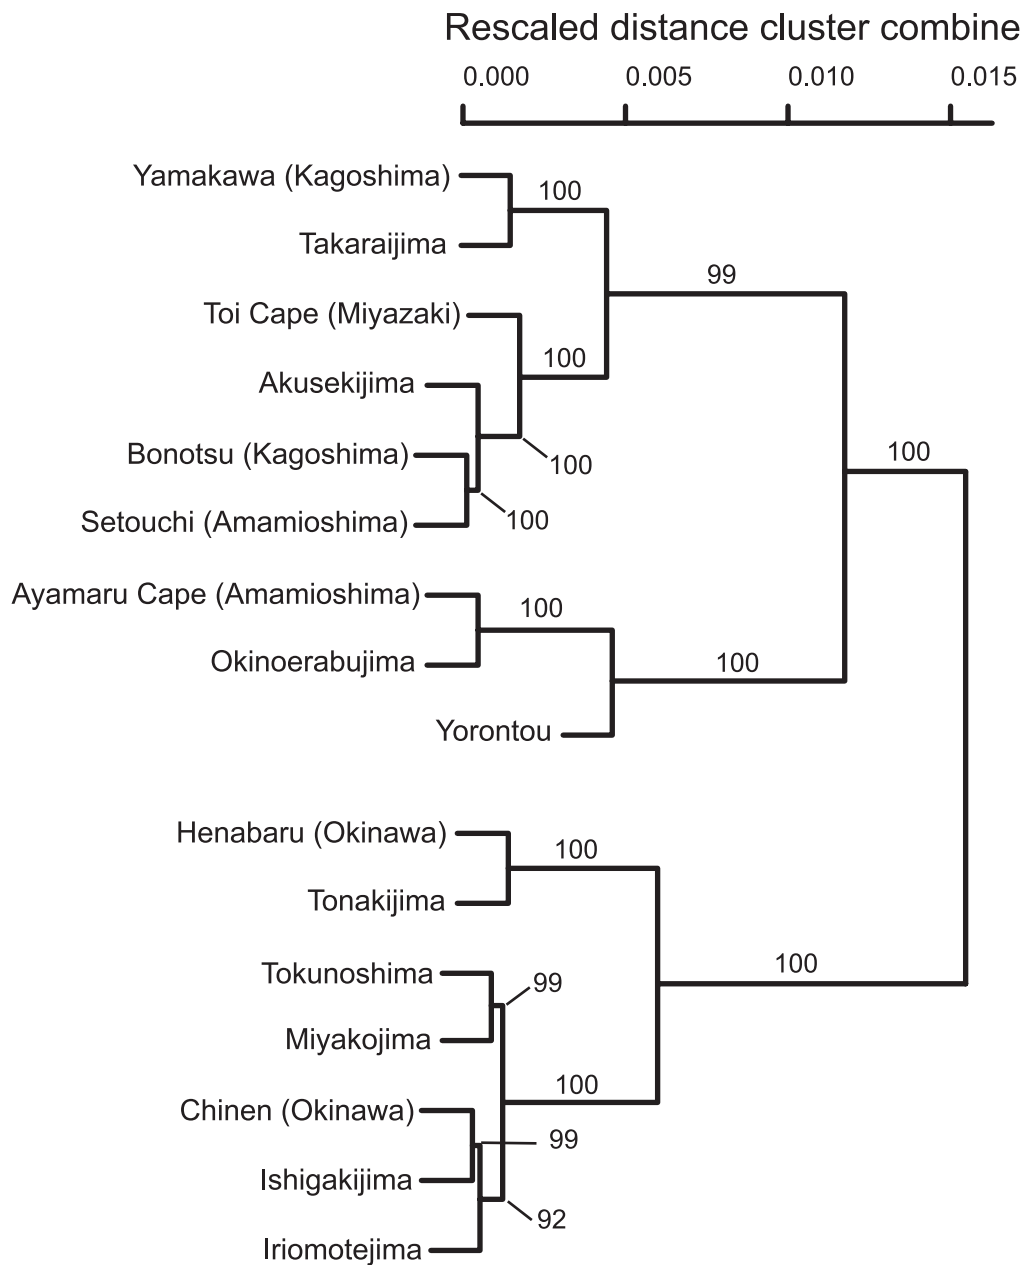 Rescaled distance cluster combine
0.000 0.005 0.010 0.015
Yamakawa (Kagoshima)
100
Takaraijima
99
Toi Cape (Miyazaki)
100
Akusekijima
Bonotsu (Kagoshima)
100
100
Setouchi (Amamioshima)
100
Ayamaru Cape (Amamioshima)
100
Okinoerabujima
100
Yorontou
Henabaru (Okinawa)
100
Tonakijima
100
Tokunoshima
99
Miyakojima
100
Chinen (Okinawa)
99
Ishigakijima
92
Iriomotejima